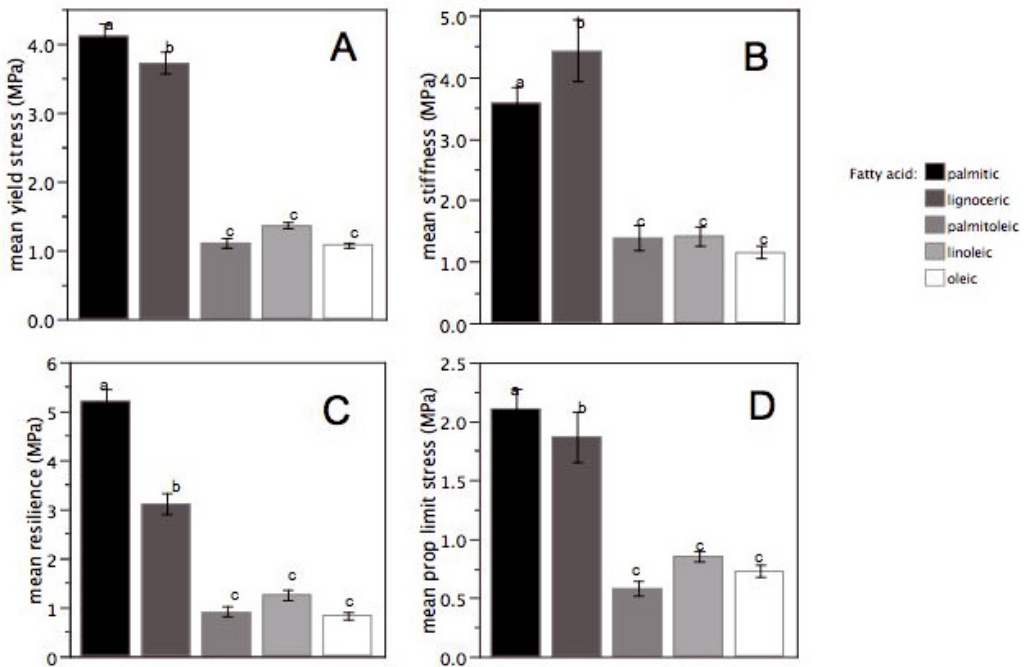 A
mean yield stress (MPa)
4.0
3.0
2.0
1.0
0.0
a
b
c
c
c
B
mean stiffness (MPa)
5.0
4.0
3.0
2.0
1.0
0.0
a
b
c
c
c
Fatty acid:
palmitic
lignoceric
palmitoleic
linoleic
oleic
C
mean resilience (MPa)
6
5
4
3
2
1
0
a
b
c
c
c
D
mean prop limit stress (MPa)
2.5
2.0
1.5
1.0
0.5
0.0
a
b
c
c
c